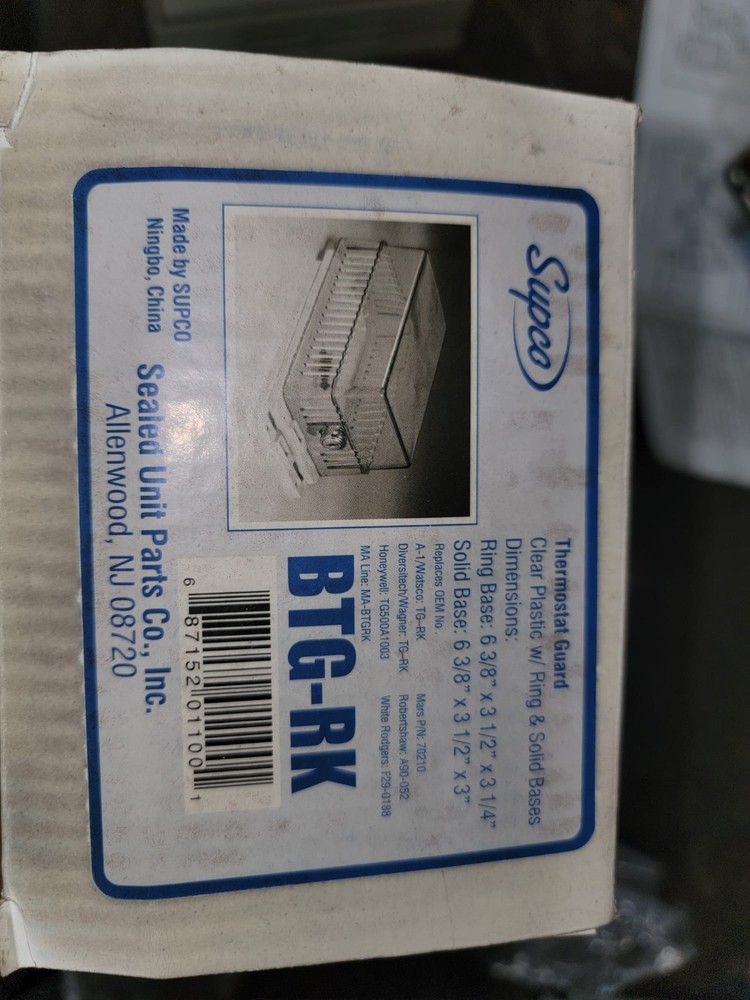 Supco
Thermostat Guard
Clear Plastic w/ Ring & Solid Bases
Dimensions:
Ring Base: 6 3/8" x 3 1/2" x 3 1/4"
Solid Base: 6 3/8" x 3 1/2" x 3"
Replaces OEM No.
A-1/Watsco: TG-RK Mars P/N: 70210
Diversitech/Wagner: TG-RK Robertshaw: A90-052
Honeywell: TG500A1003 White Rodgers: F29-0188
MA Line: MA-BTGRK
BTG-RK
6 87152 01100 1
Made by SUPCO
Ningbo, China
Sealed Unit Parts Co., Inc.
Allenwood, NJ 08720